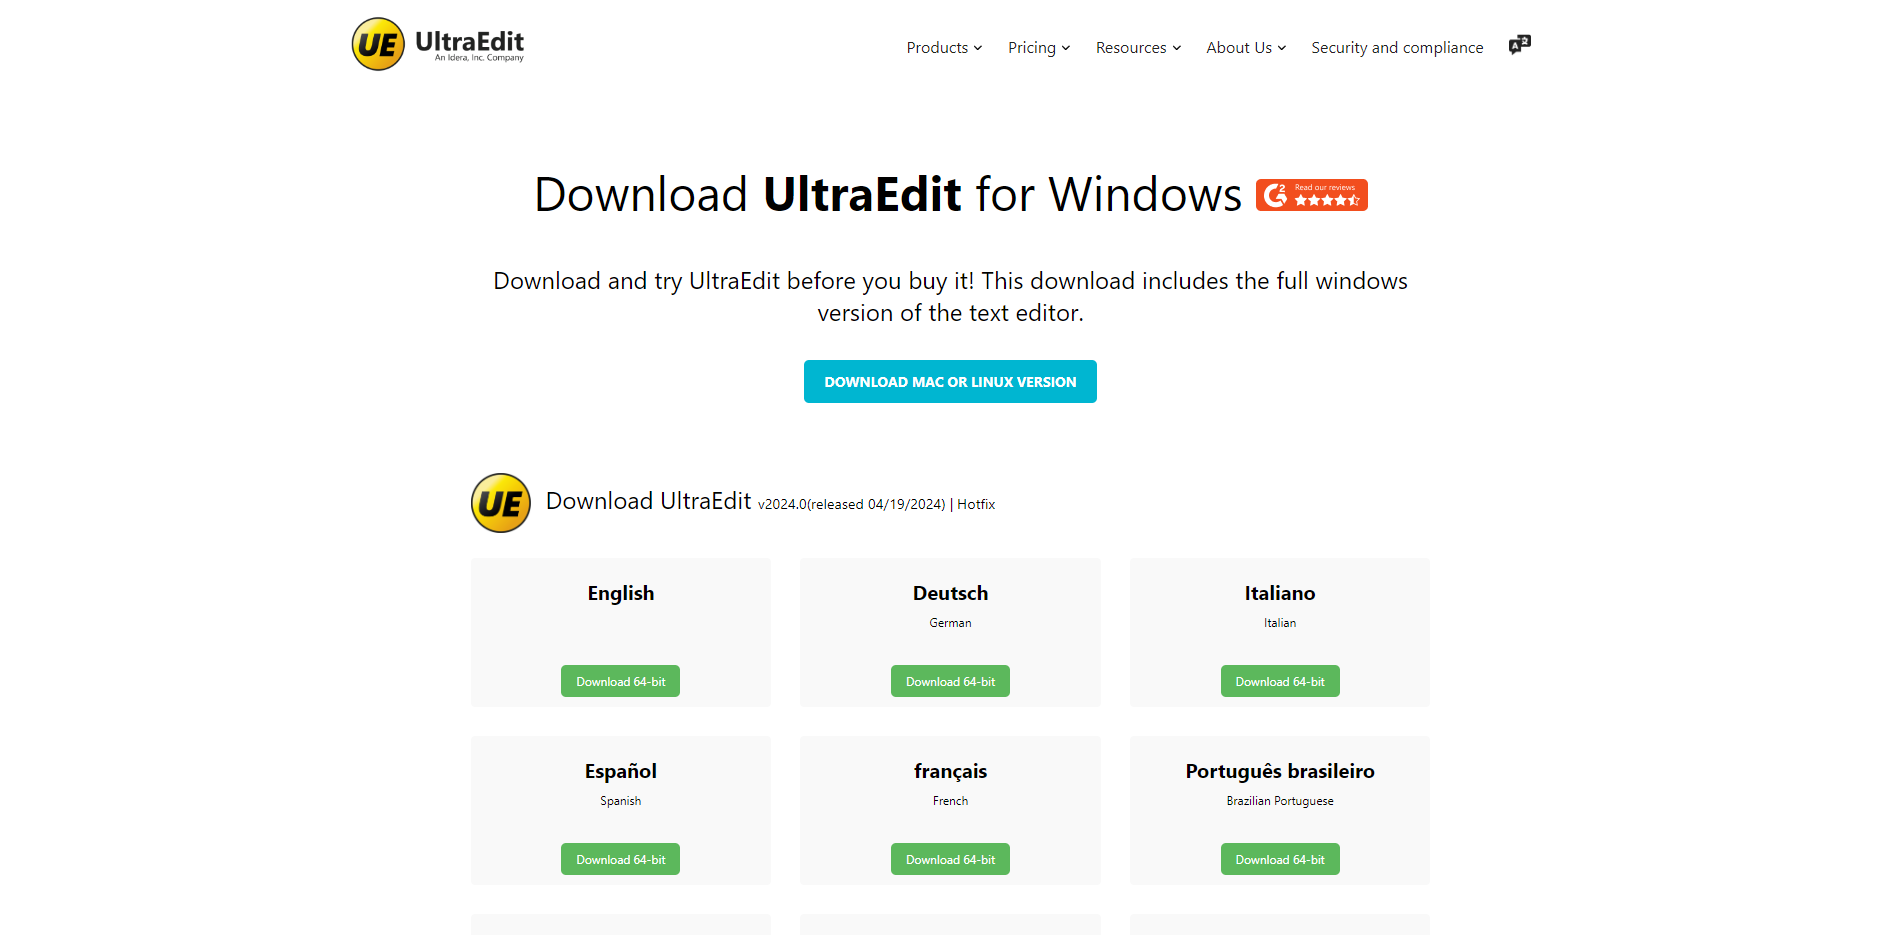 UE UltraEdit
An Idera, Inc. Company
Products Pricing Resources About Us Security and compliance
Download UltraEdit for Windows
G2 Read our reviews
Download and try UltraEdit before you buy it! This download includes the full windows
version of the text editor.
DOWNLOAD MAC OR LINUX VERSION
UE Download UltraEdit v2024.0(released 04/19/2024) | Hotfix
English Deutsch Italiano
German Italian
Download 64-bit Download 64-bit Download 64-bit
Español français Português brasileiro
Spanish French Brazilian Portuguese
Download 64-bit Download 64-bit Download 64-bit